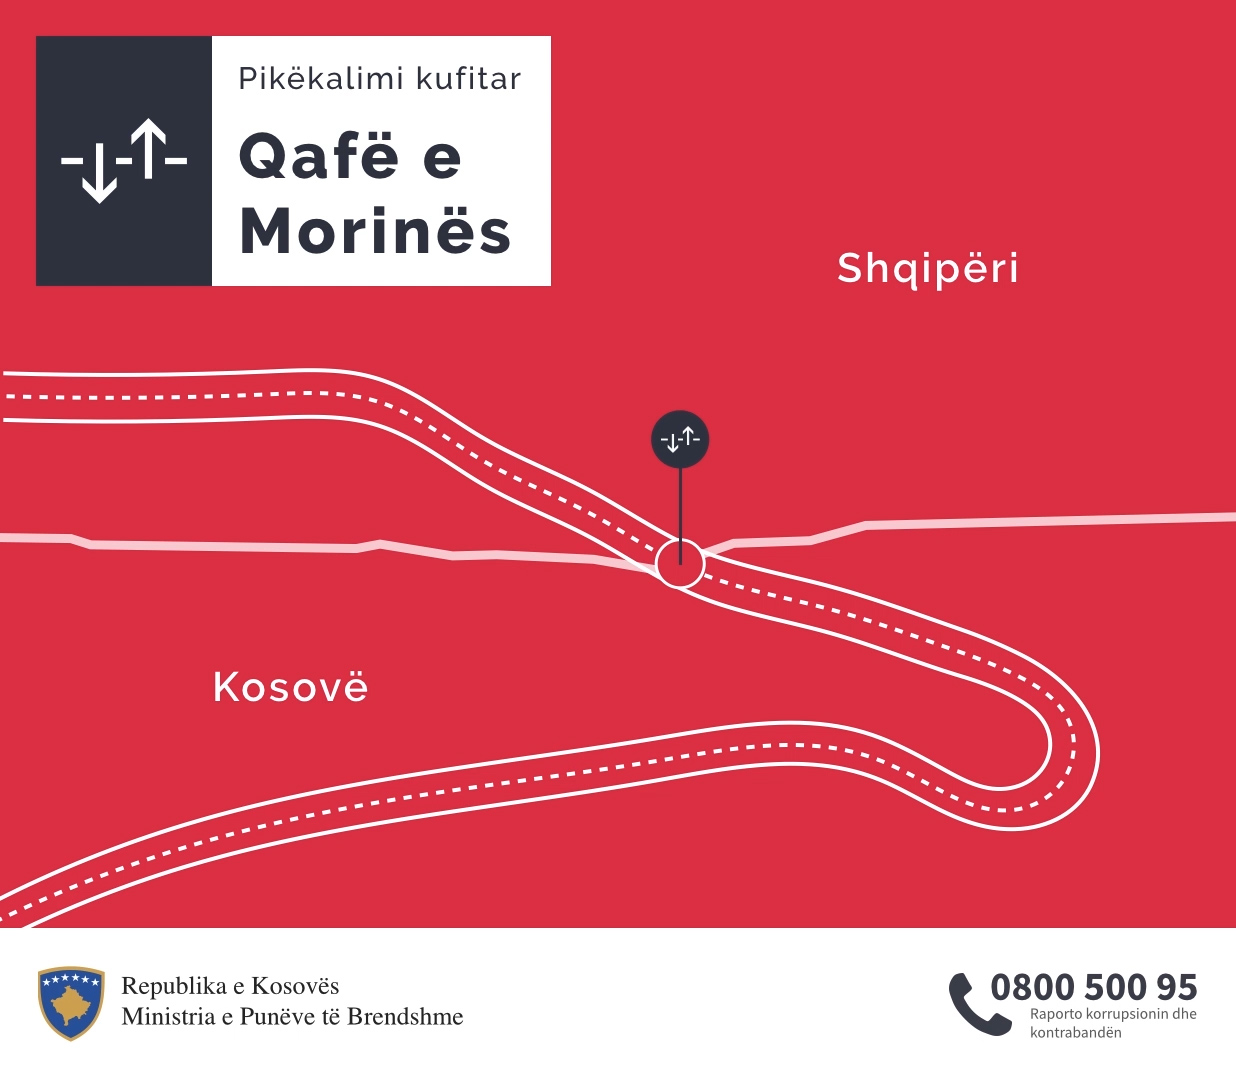 Pikëkalimi kufitar
Qafë e
Morinës
Shqipëri
Kosovë
Republika e Kosovës
Ministria e Punëve të Brendshme
0800 500 95
Raporto korrupsionin dhe
kontrabandën